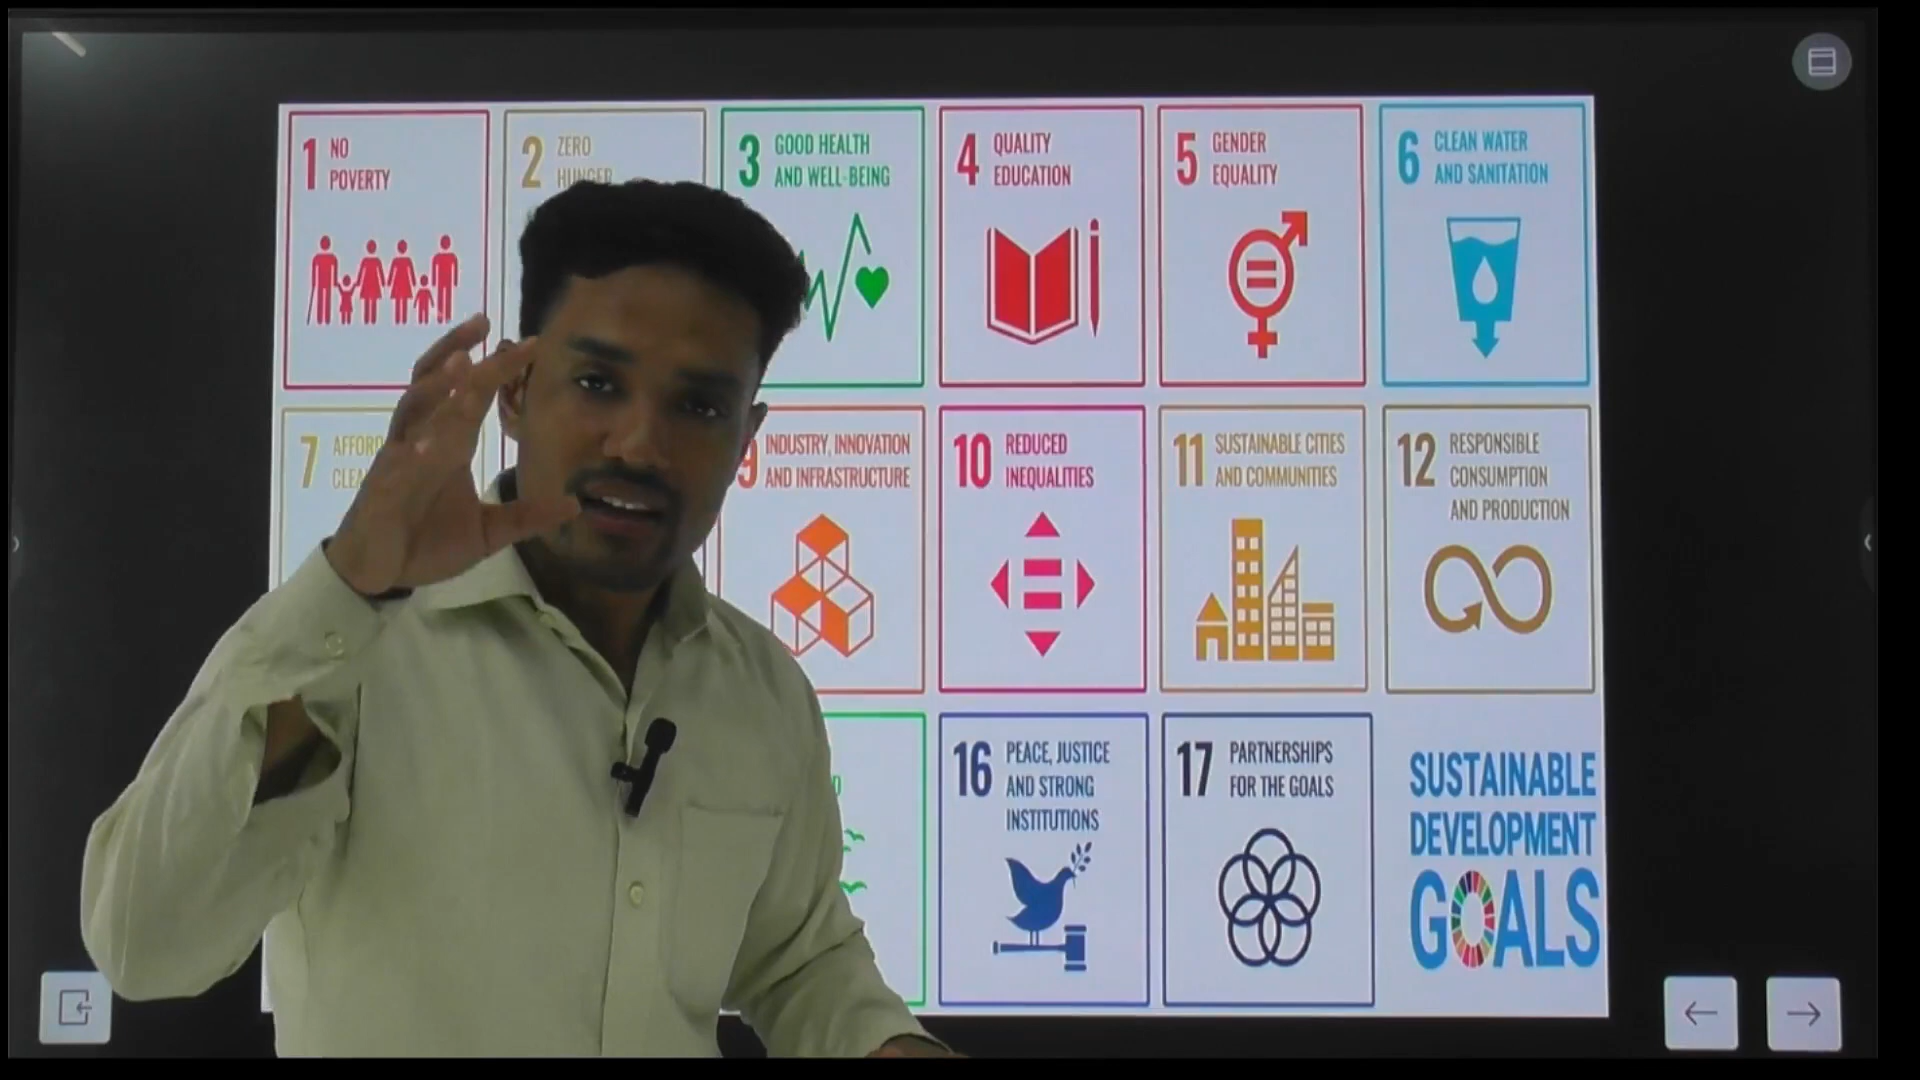 1 NO
POVERTY
2 ZERO
HUNGER
3 GOOD HEALTH
AND WELL-BEING
4 QUALITY
EDUCATION
5 GENDER
EQUALITY
6 CLEAN WATER
AND SANITATION
7
9 INDUSTRY, INNOVATION
AND INFRASTRUCTURE
10 REDUCED
INEQUALITIES
11 SUSTAINABLE CITIES
AND COMMUNITIES
12 RESPONSIBLE
CONSUMPTION
AND PRODUCTION
16 PEACE, JUSTICE
AND STRONG
INSTITUTIONS
17 PARTNERSHIPS
FOR THE GOALS
SUSTAINABLE
DEVELOPMENT
GOALS